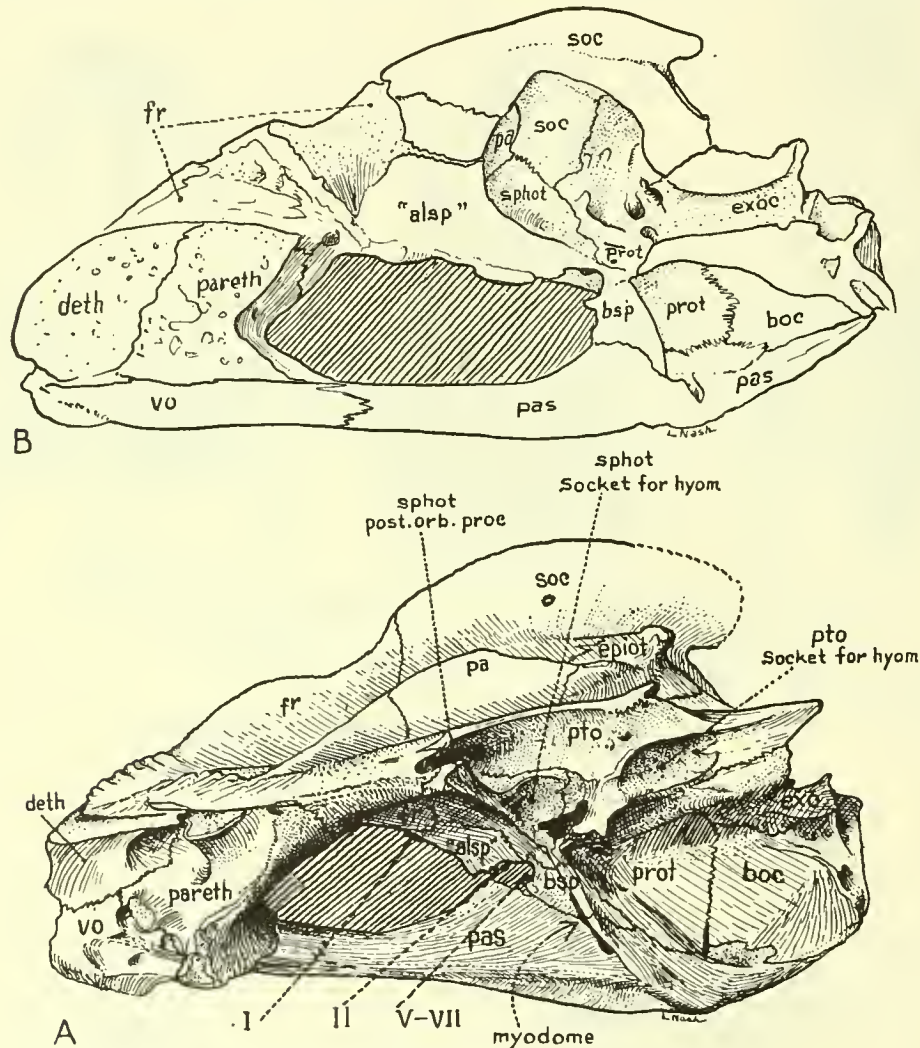 soc
fr
pa
soc
"alsp"
sphot
exoc
prot
pareth
deth
bsp
prot
boc
vo
pas
pas
B
L Nash
sphot
Socket for hyom
sphot
post. orb. proc
soc
pto
Socket for hyom
epiot
pa
fr
pto
deth
exo
"alsp"
pareth
bsp
prot
boc
vo
pas
I
II
V-VII
myodome
A
L Nash